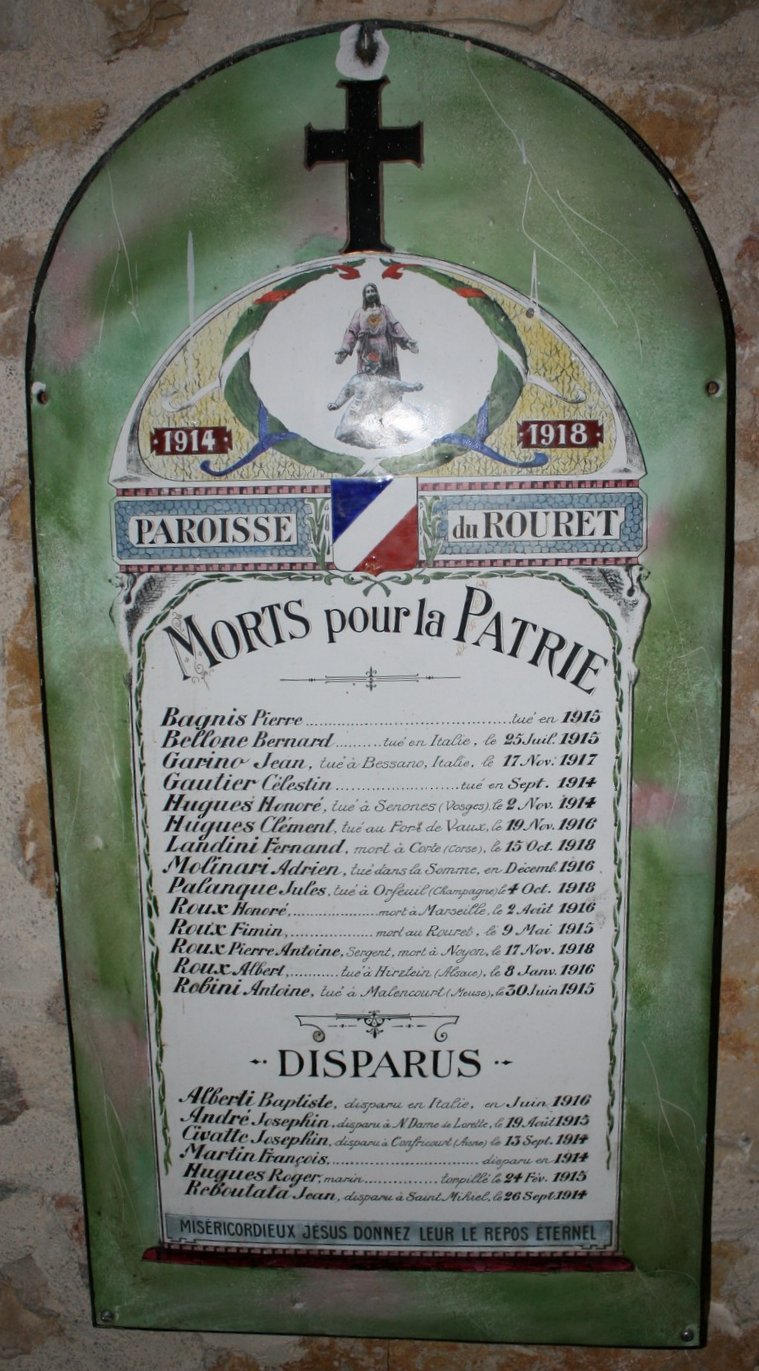 1914 1918
PAROISSE du ROURET
MORTS pour la PATRIE
Bagnis Pierre ........ tué en 1915
Bellone Bernard ........ tué en Italie, le 25 Juil. 1915
Garino Jean, tué à Bessano, Italie, le 17 Nov. 1917
Gautier Célestin ........ tué en Sept. 1914
Hugues Honoré, tué à Senones (Vosges), le 2 Nov. 1914
Hugues Clément, tué au Fort de Vaux, le 19 Nov. 1916
Landini Fernand, mort à Corte (Corse), le 15 Oct. 1918
Molinari Adrien, tué dans la Somme, en Décemb. 1916
Palanque Jules, tué à Orfeuil (Champagne) le 4 Oct. 1918
Roux Honoré, ........ mort à Marseille, le 2 Août 1916
Roux Fimin, ........ mort au Rouret, le 9 Mai 1915
Roux Pierre Antoine, Sergent, mort à Noyon, le 17 Nov. 1918
Roux Albert, ........ tué à Hirztein (Alsace), le 8 Janv. 1916
Robini Antoine, tué à Malencourt (Meuse), le 30 Juin 1915
DISPARUS
Alberti Baptiste, disparu en Italie, en Juin 1916
André Josephin, disparu à N. Dame de Lorette, le 19 Août 1915
Civatte Josephin, disparu à Confricourt (Aisne) le 13 Sept. 1914
Martin François, ........ disparu en 1914
Hugues Roger, marin ........ torpillé le 24 Fév. 1915
Reboutata Jean, disparu à Saint Mihiel, le 26 Sept. 1914
MISÉRICORDIEUX JÉSUS DONNEZ LEUR LE REPOS ÉTERNEL